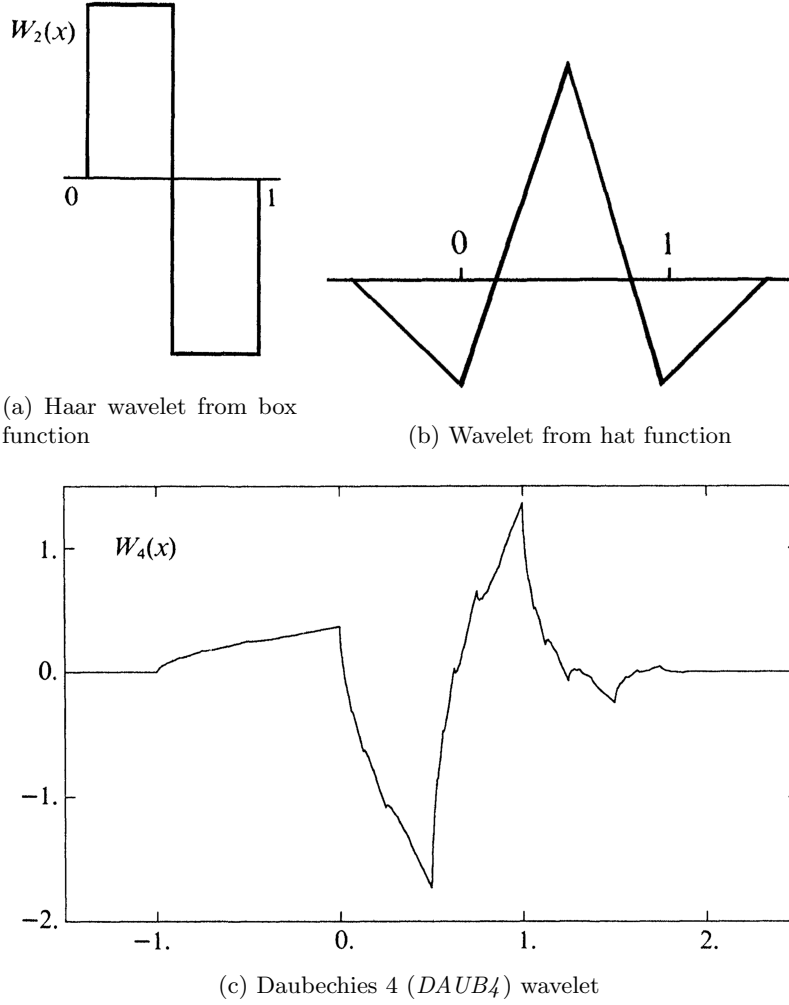 W₂(x)
0
1
0
1
(a) Haar wavelet from box
function
(b) Wavelet from hat function
W₄(x)
1.
0.
−1.
−2.
−1.
0.
1.
2.
(c) Daubechies 4 (DAUB4) wavelet